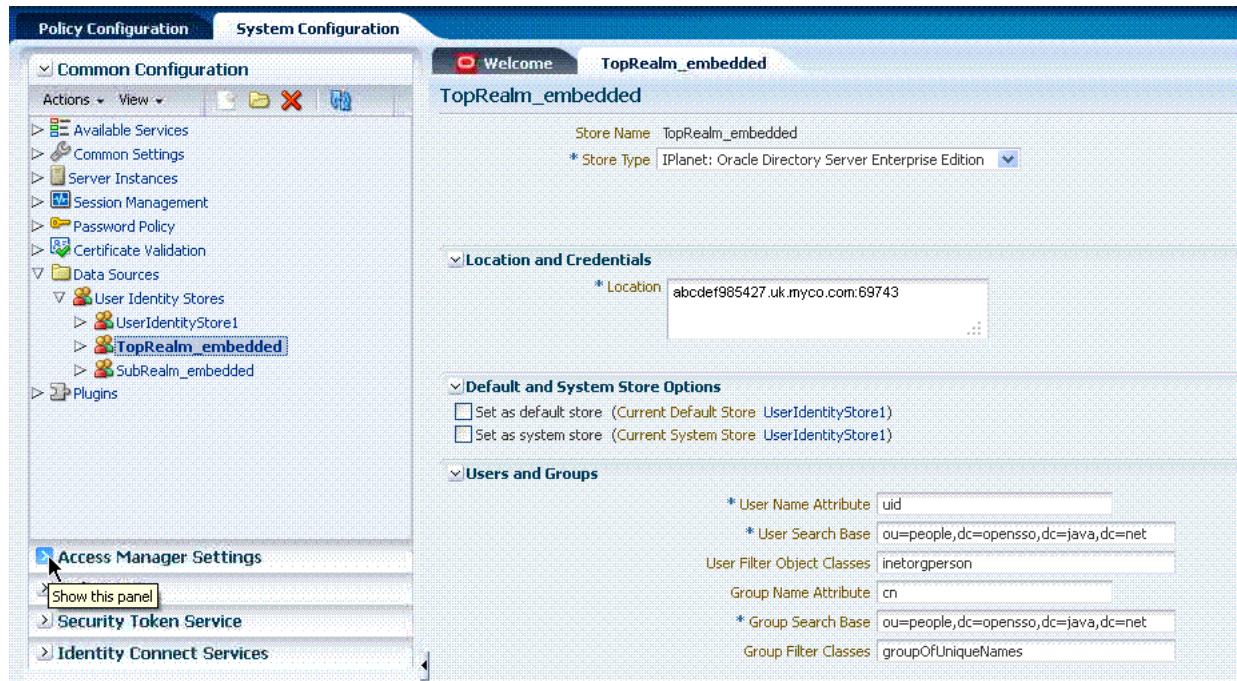 Policy Configuration
System Configuration
Common Configuration
Actions View
Available Services
Common Settings
Server Instances
Session Management
Password Policy
Certificate Validation
Data Sources
User Identity Stores
UserIdentityStore1
TopRealm_embedded
SubRealm_embedded
Plugins
Access Manager Settings
Show this panel
Security Token Service
Identity Connect Services
Welcome
TopRealm_embedded
TopRealm_embedded
Store Name TopRealm_embedded
* Store Type IPlanet: Oracle Directory Server Enterprise Edition
Location and Credentials
* Location abcdef985427.uk.myco.com:69743
Default and System Store Options
Set as default store (Current Default Store UserIdentityStore1)
Set as system store (Current System Store UserIdentityStore1)
Users and Groups
* User Name Attribute uid
* User Search Base ou=people,dc=opensso,dc=java,dc=net
User Filter Object Classes inetorgperson
Group Name Attribute cn
* Group Search Base ou=people,dc=opensso,dc=java,dc=net
Group Filter Classes groupOfUniqueNames